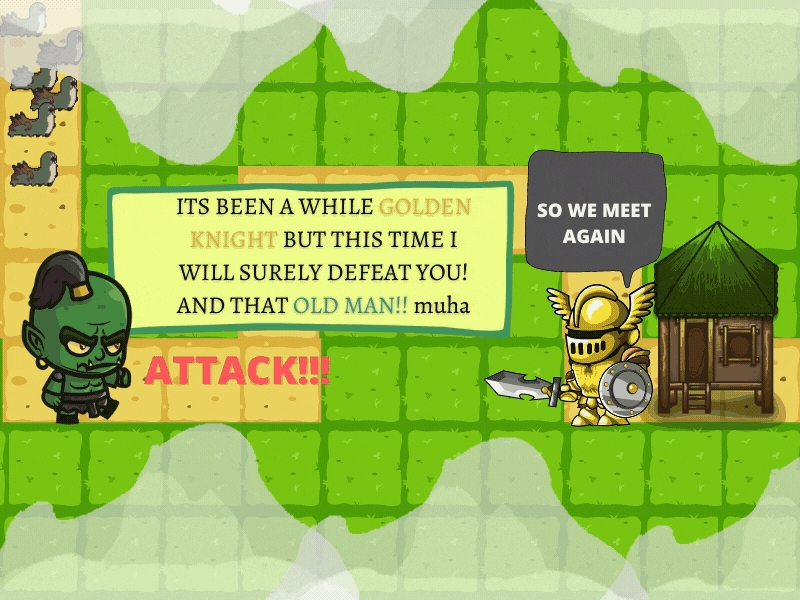 ITS BEEN A WHILE GOLDEN
KNIGHT BUT THIS TIME I
WILL SURELY DEFEAT YOU!
AND THAT OLD MAN!! muha
SO WE MEET
AGAIN
ATTACK!!!